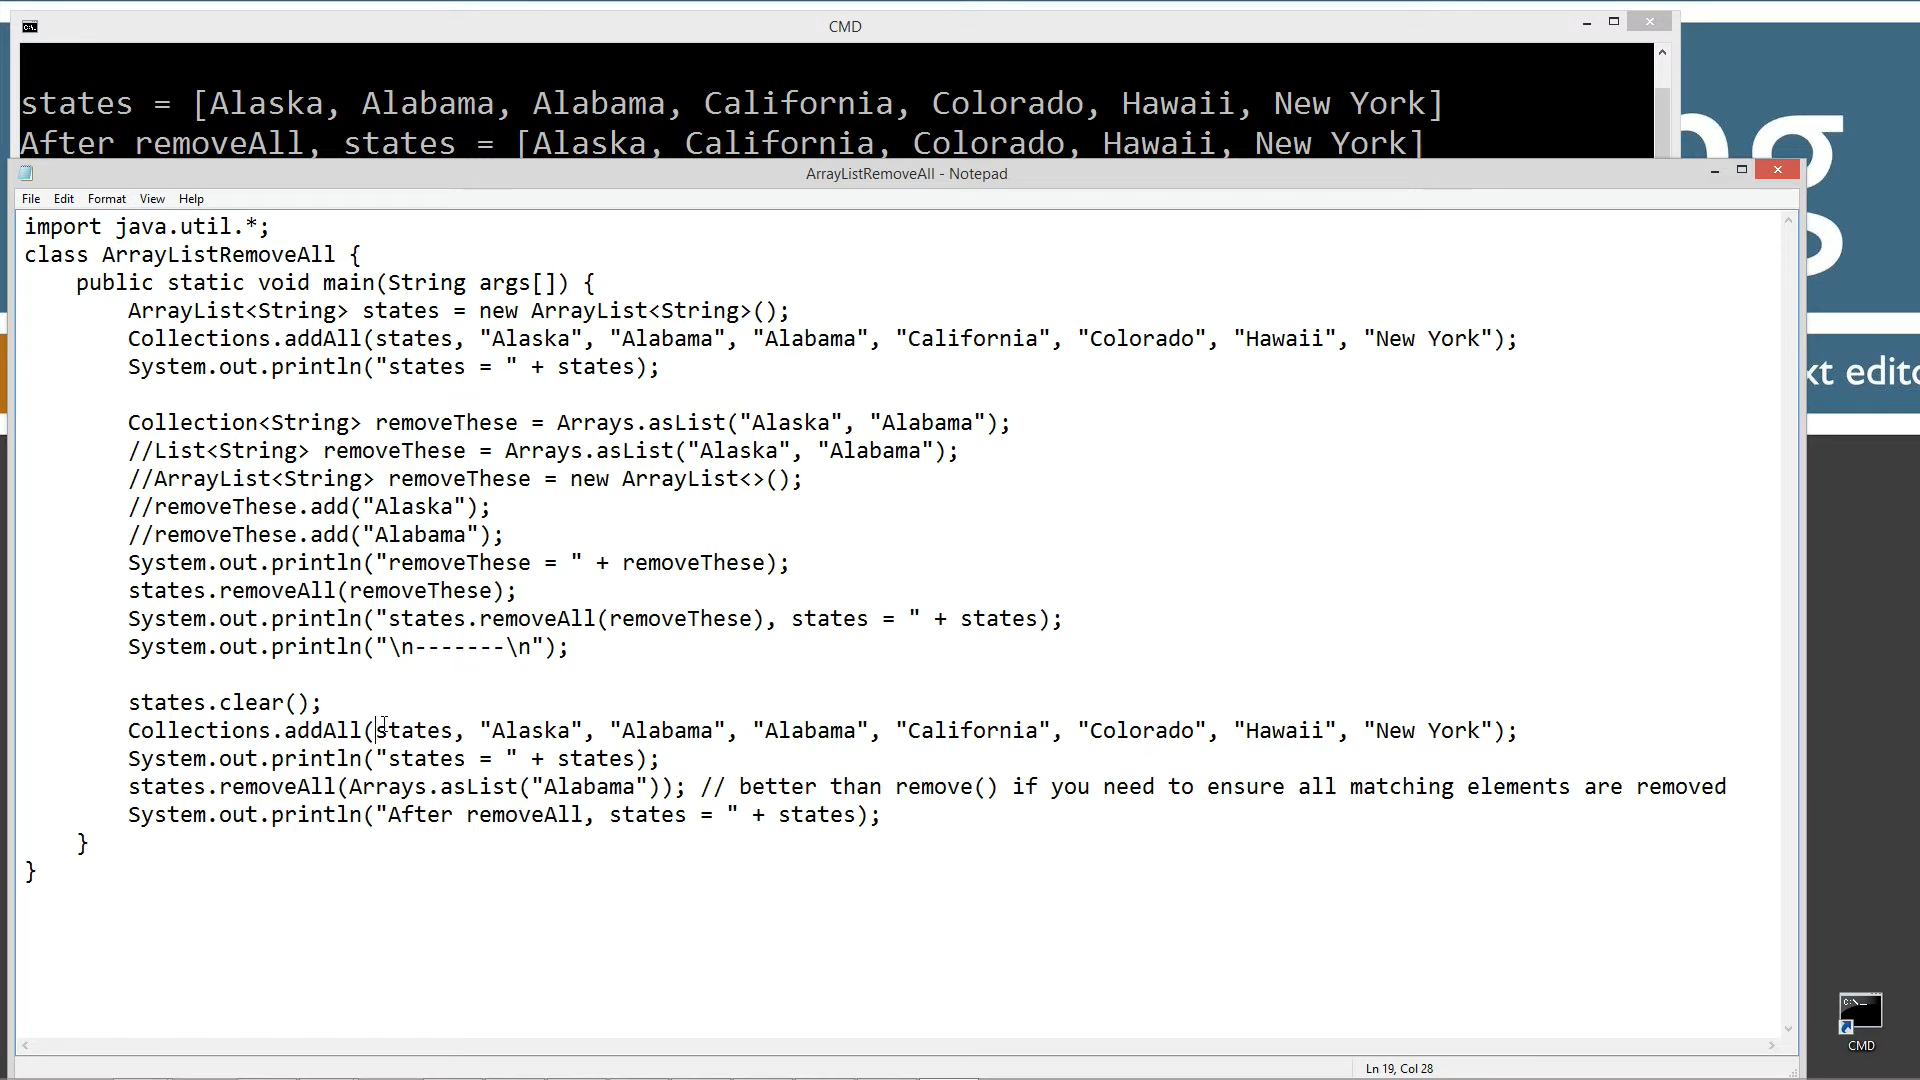 CMD
states = [Alaska, Alabama, Alabama, California, Colorado, Hawaii, New York]
After removeAll, states = [Alaska, California, Colorado, Hawaii, New York]
ArrayListRemoveAll - Notepad
File Edit Format View Help
import java.util.*;
class ArrayListRemoveAll {
public static void main(String args[]) {
ArrayList<String> states = new ArrayList<String>();
Collections.addAll(states, "Alaska", "Alabama", "Alabama", "California", "Colorado", "Hawaii", "New York");
System.out.println("states = " + states);
Collection<String> removeThese = Arrays.asList("Alaska", "Alabama");
//List<String> removeThese = Arrays.asList("Alaska", "Alabama");
//ArrayList<String> removeThese = new ArrayList<>();
//removeThese.add("Alaska");
//removeThese.add("Alabama");
System.out.println("removeThese = " + removeThese);
states.removeAll(removeThese);
System.out.println("states.removeAll(removeThese), states = " + states);
System.out.println("\n-------\n");
states.clear();
Collections.addAll(states, "Alaska", "Alabama", "Alabama", "California", "Colorado", "Hawaii", "New York");
System.out.println("states = " + states);
states.removeAll(Arrays.asList("Alabama")); // better than remove() if you need to ensure all matching elements are removed
System.out.println("After removeAll, states = " + states);
}
}
Ln 19, Col 28
CMD